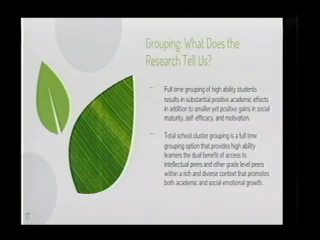 Grouping: What Does the
Research Tell Us?
Full time grouping of high ability students
results in substantial positive academic effects
in addition to smaller yet positive gains in social
maturity, self-efficacy, and motivation.
Total school cluster grouping is a full time
grouping option that provides high ability
learners the dual benefit of access to
intellectual peers and other grade level peers
within a rich and diverse context that promotes
both academic and social emotional growth.
17